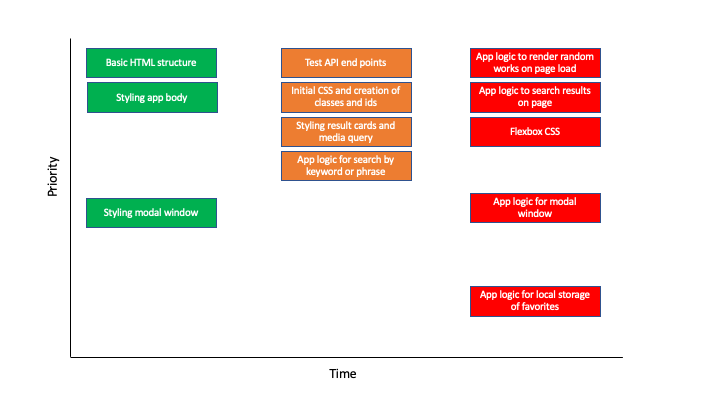 Basic HTML structure
Styling app body
Styling modal window
Test API end points
Initial CSS and creation of
classes and ids
Styling result cards and
media query
App logic for search by
keyword or phrase
App logic to render random
works on page load
App logic to search results
on page
Flexbox CSS
App logic for modal
window
App logic for local storage
of favorites
Priority
Time